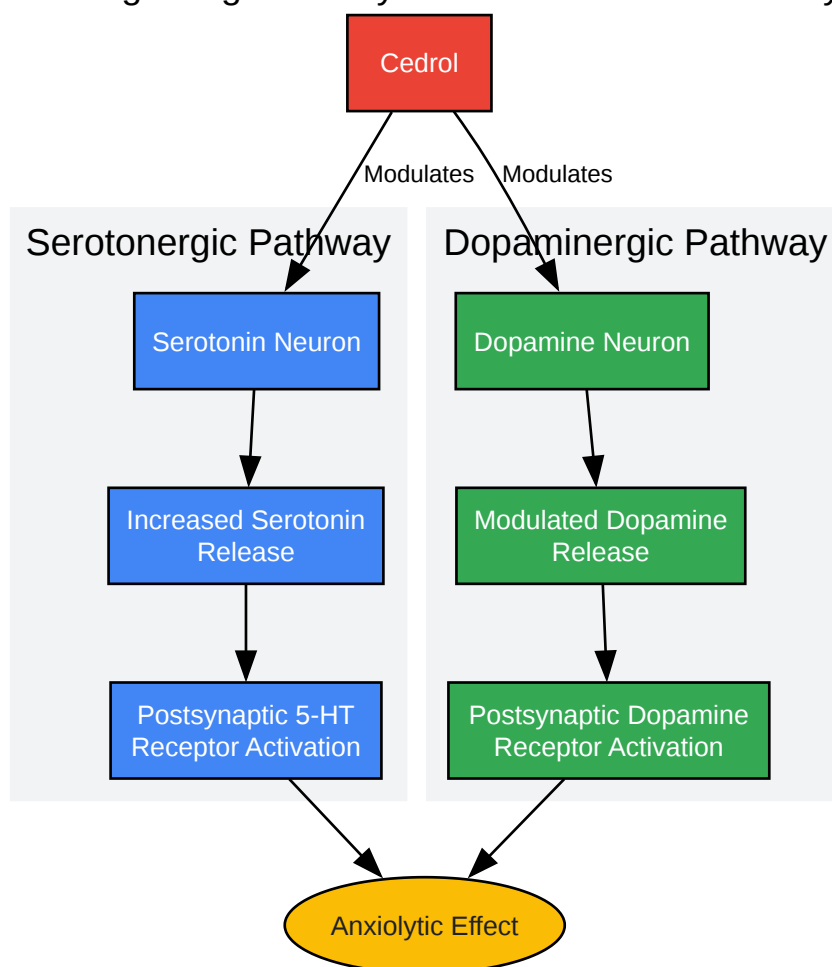 Cedrol
Modulates Modulates
Serotonergic Pathway
Dopaminergic Pathway
Serotonin Neuron
Dopamine Neuron
Increased Serotonin
Release
Modulated Dopamine
Release
Postsynaptic 5-HT
Receptor Activation
Postsynaptic Dopamine
Receptor Activation
Anxiolytic Effect